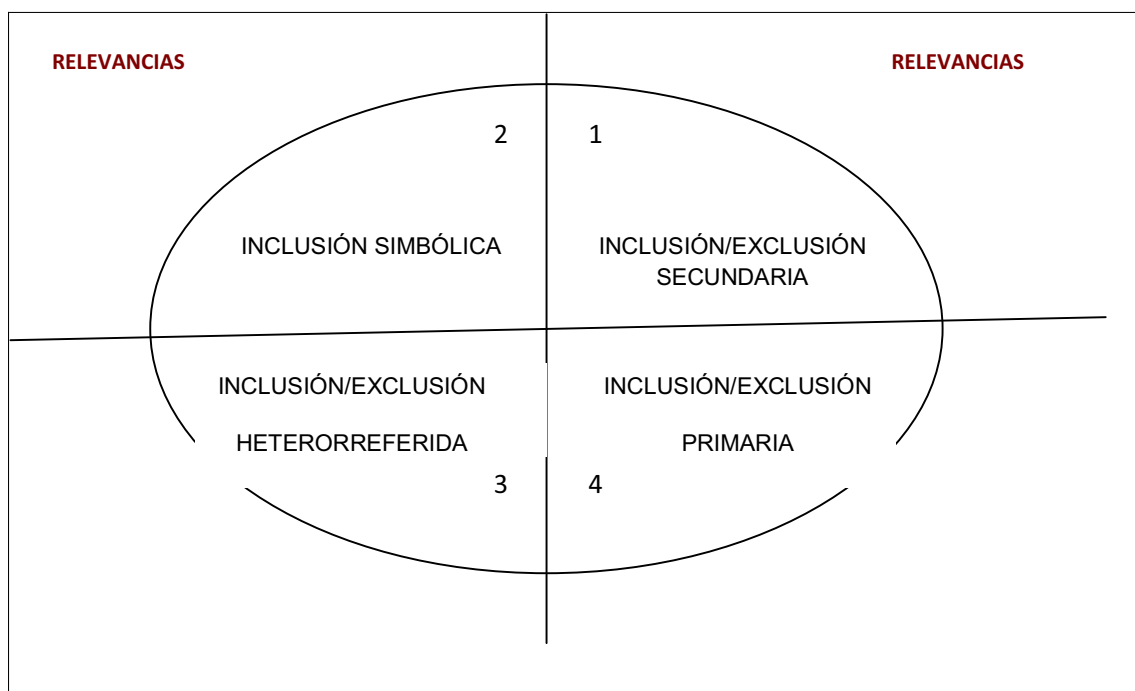 RELEVANCIAS
RELEVANCIAS
2
1
INCLUSIÓN SIMBÓLICA
INCLUSIÓN/EXCLUSIÓN
SECUNDARIA
INCLUSIÓN/EXCLUSIÓN
HETERORREFERIDA
INCLUSIÓN/EXCLUSIÓN
PRIMARIA
3
4